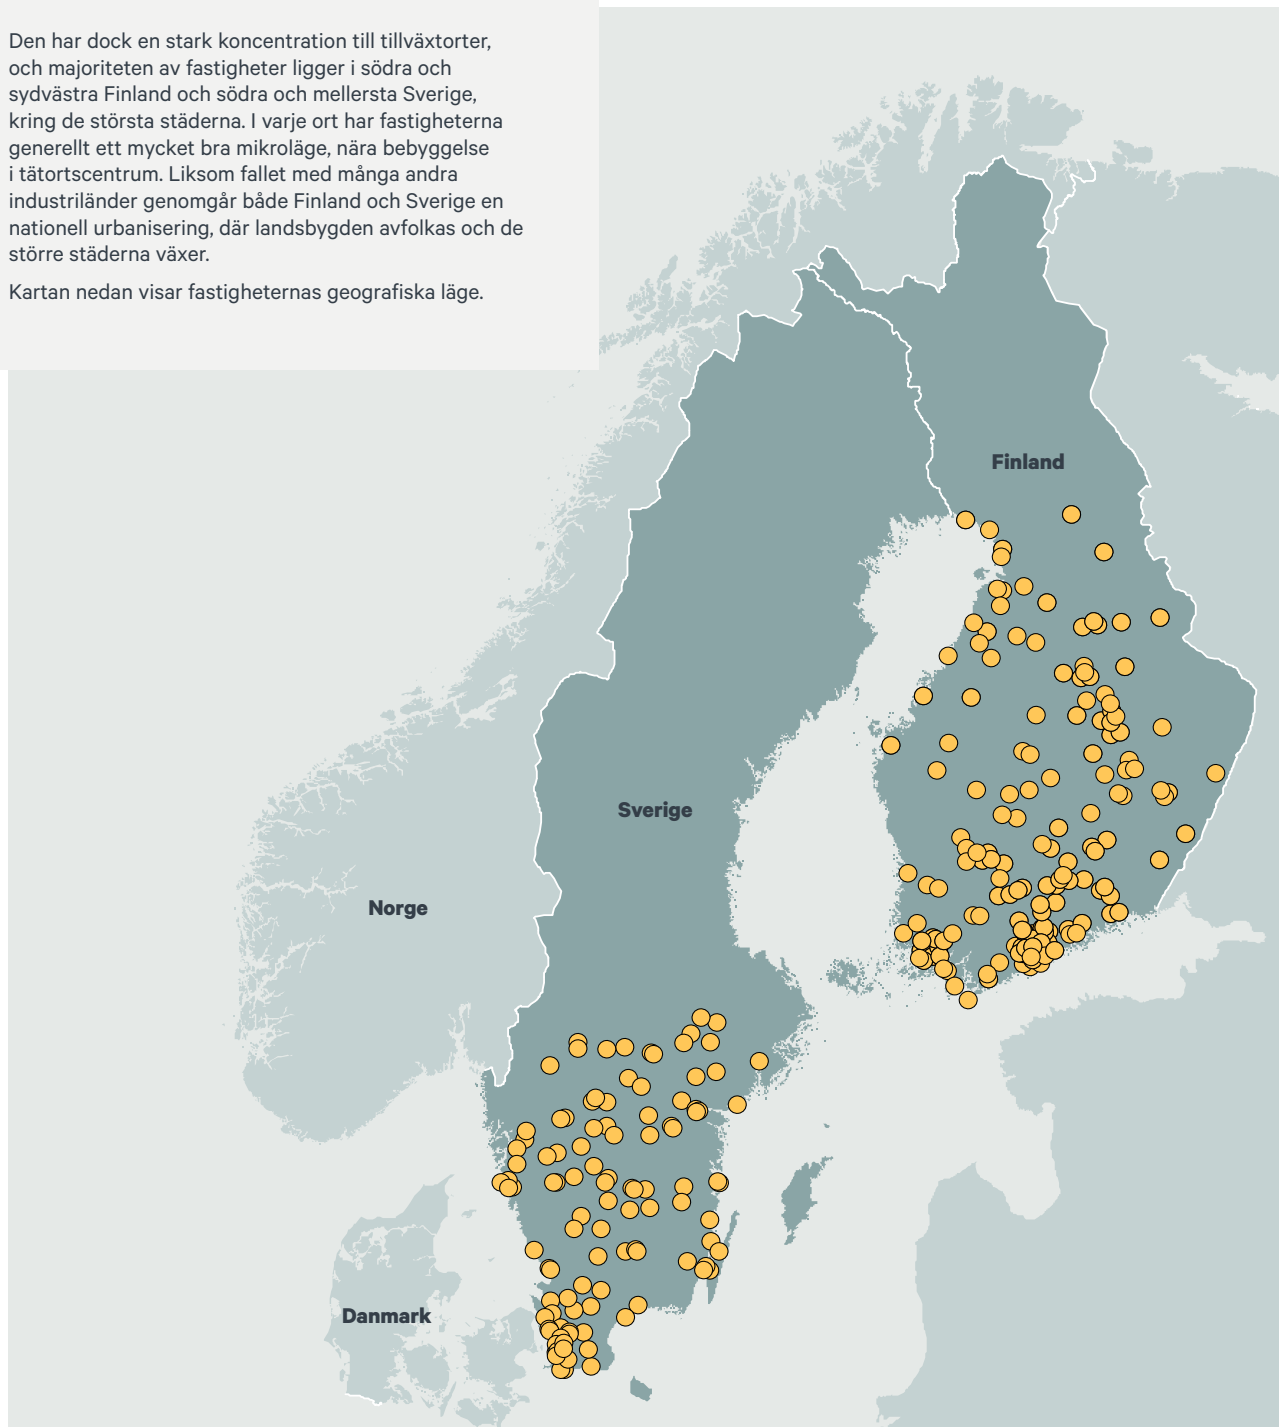 Den har dock en stark koncentration till tillväxtorter,
och majoriteten av fastigheter ligger i södra och
sydvästra Finland och södra och mellersta Sverige,
kring de största städerna. I varje ort har fastigheterna
generellt ett mycket bra mikroläge, nära bebyggelse
i tätortscentrum. Liksom fallet med många andra
industriländer genomgår både Finland och Sverige en
nationell urbanisering, där landsbygden avfolkas och de
större städerna växer.
Kartan nedan visar fastigheternas geografiska läge.
Finland
Sverige
Norge
Danmark